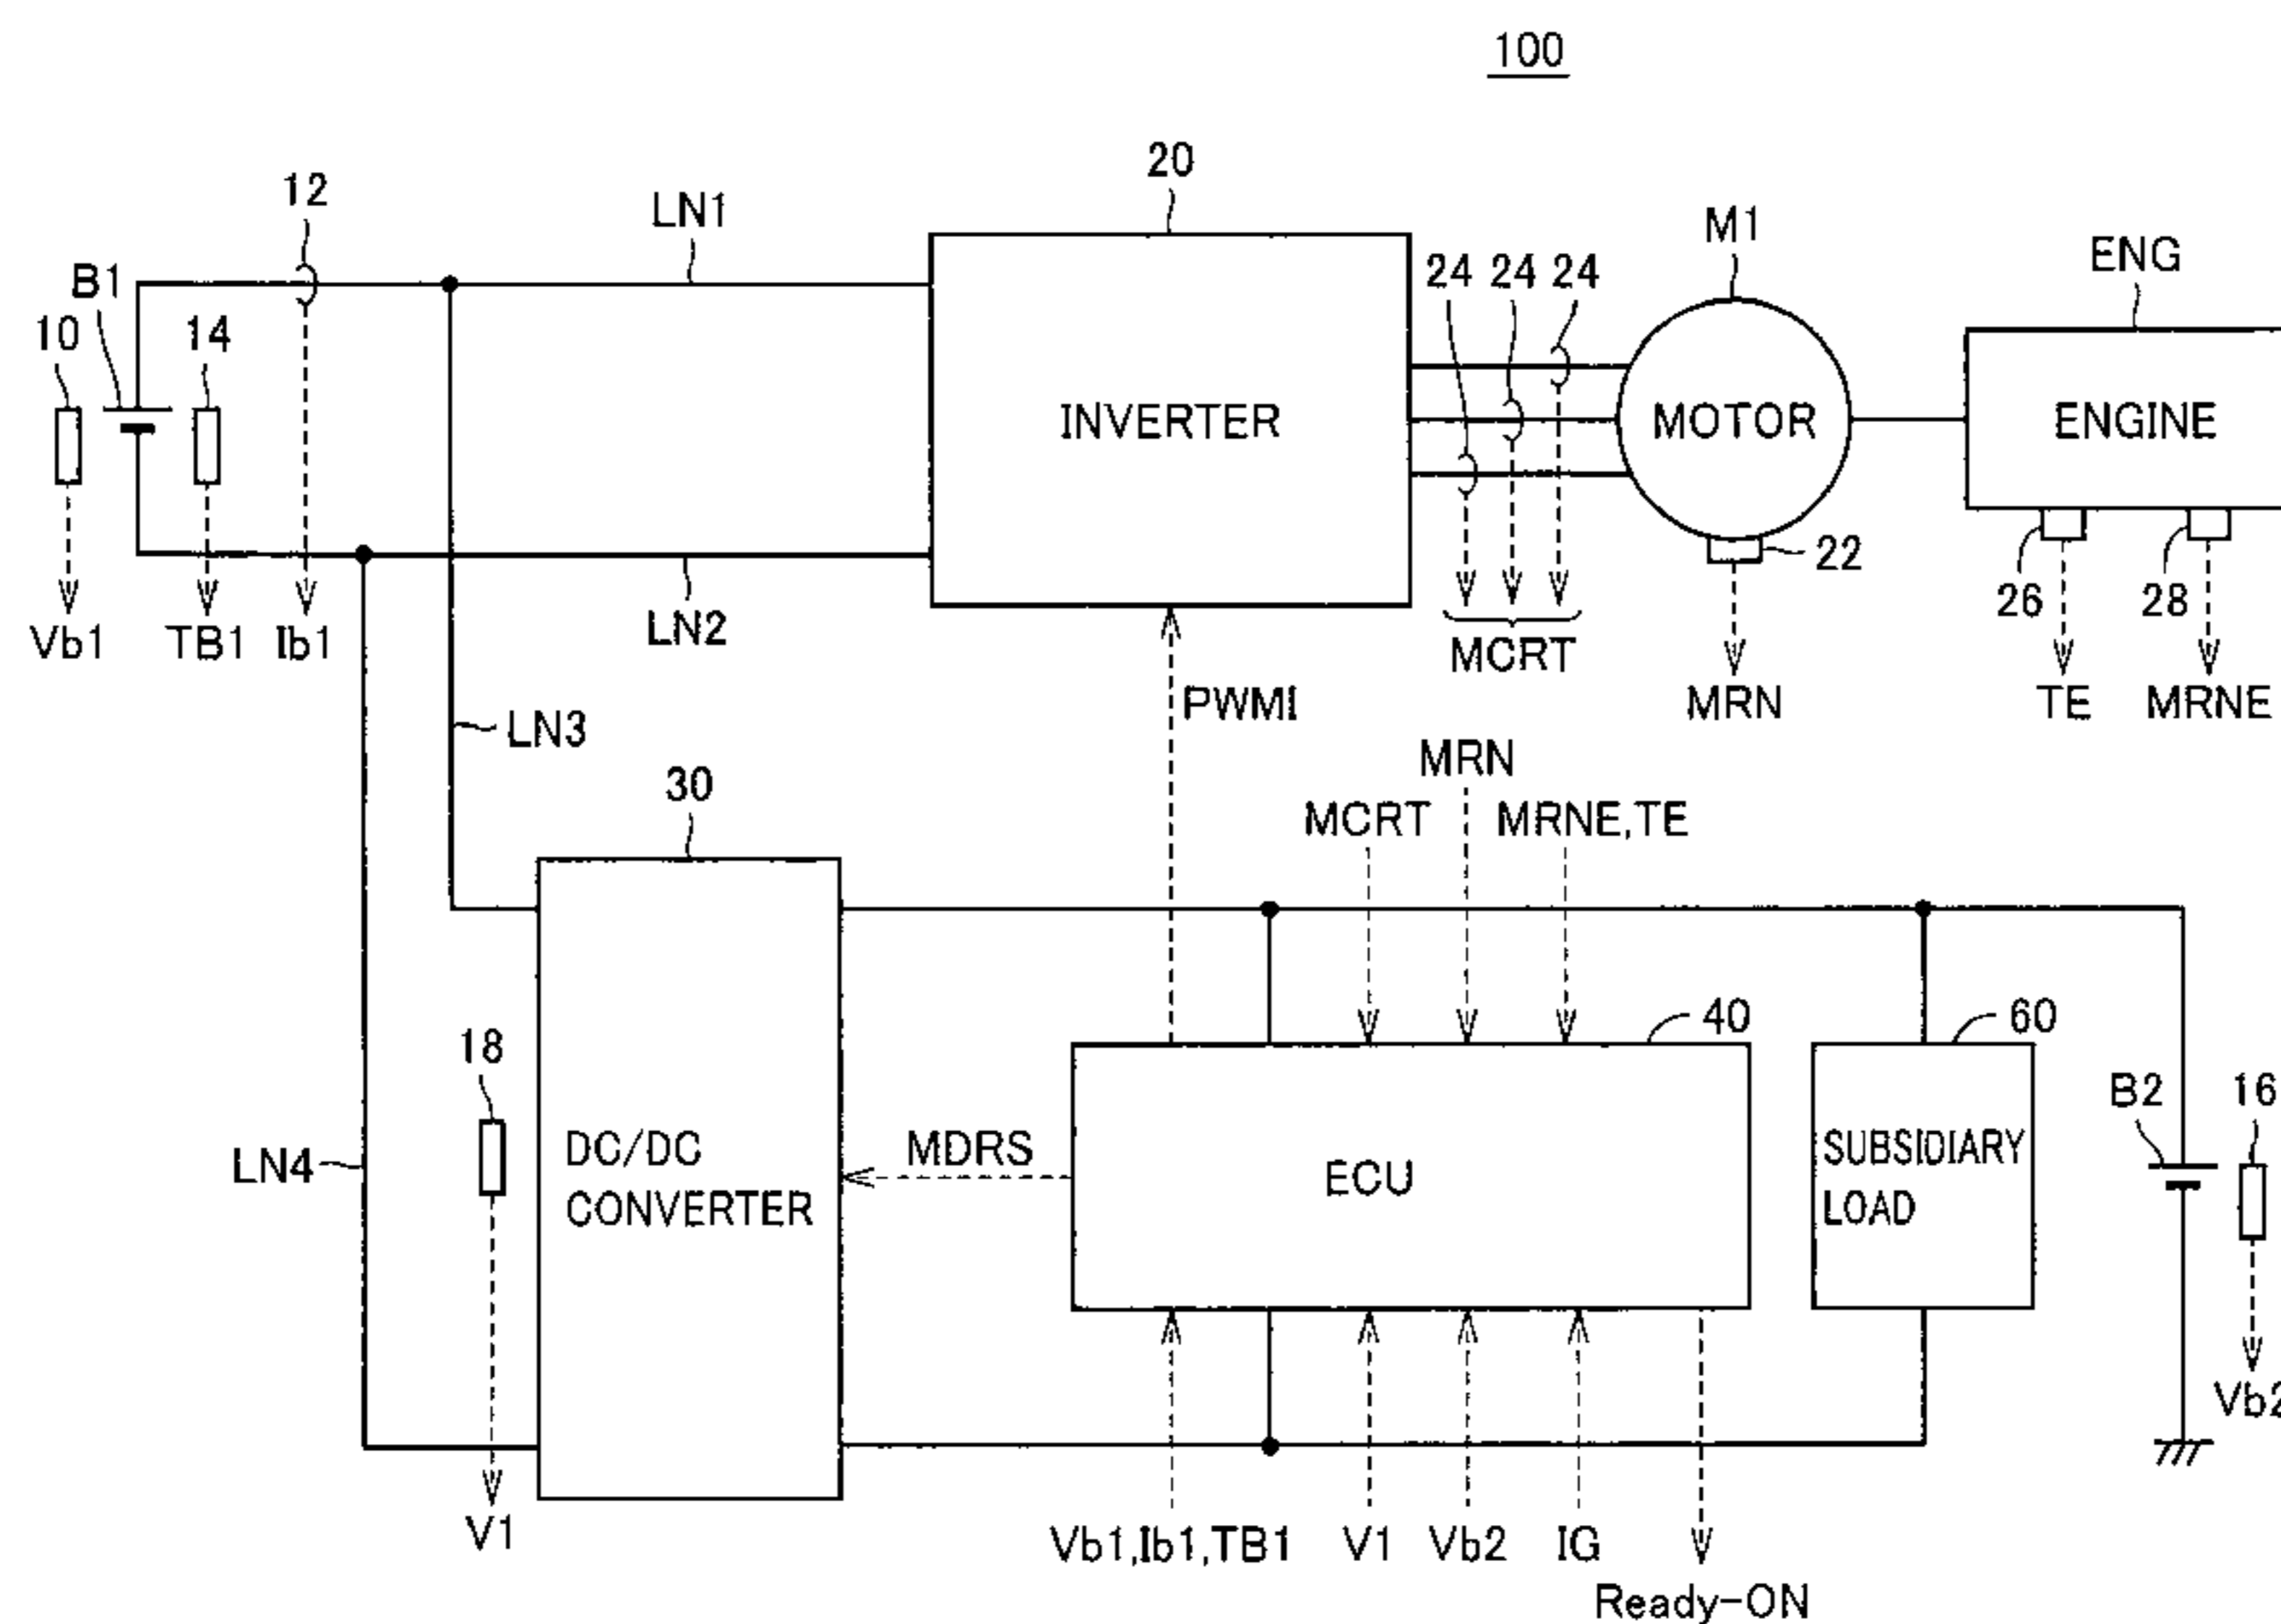 100
12
LN1
20
M1
ENG
B1
10
14
24
24
24
INVERTER
MOTOR
ENGINE
24
22
26
28
Vb1
TB1
Ib1
LN2
MCRT
MRN
TE
MRNE
PWMI
LN3
MRN
30
MCRT
MRNE,TE
40
60
18
B2
16
DC/DC
CONVERTER
MDRS
ECU
SUBSIDIARY
LOAD
LN4
Vb2
V1
Vb1,Ib1,TB1
V1
Vb2
IG
Ready-ON